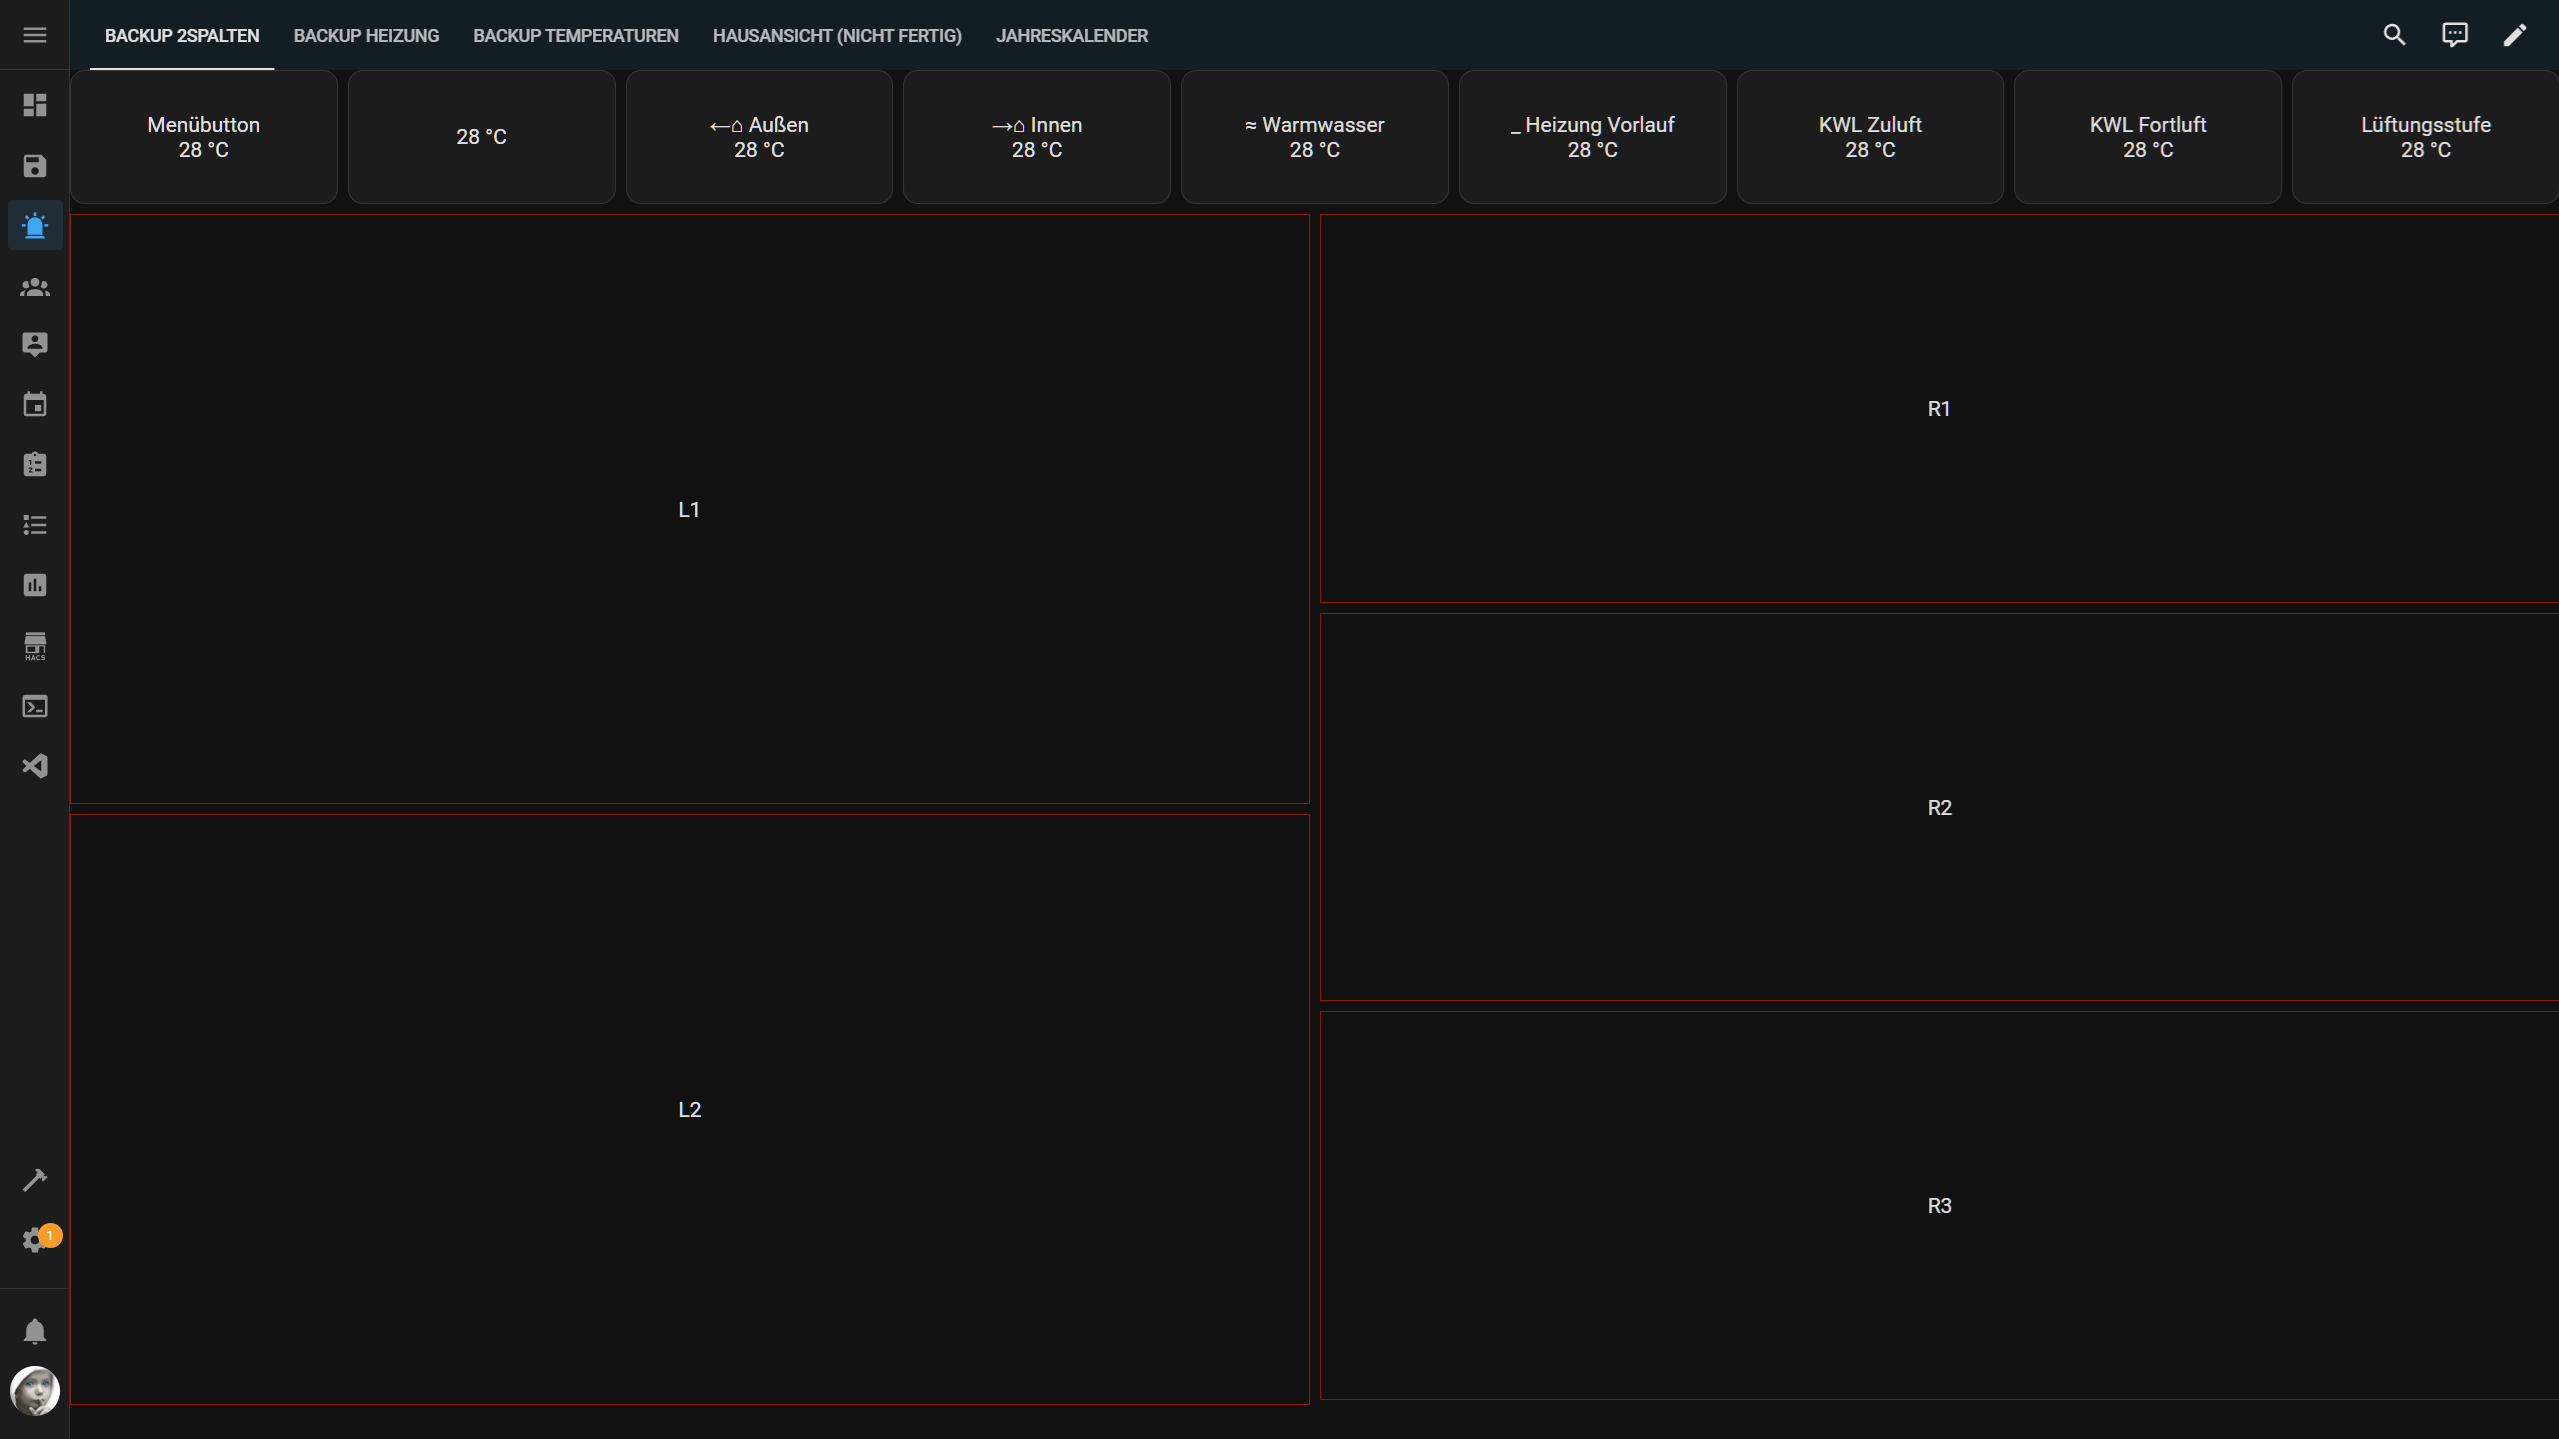 BACKUP 2SPALTEN
BACKUP HEIZUNG
BACKUP TEMPERATUREN
HAUSANSICHT (NICHT FERTIG)
JAHRESKALENDER
Menübutton
28 °C
28 °C
←⌂ Außen
28 °C
→⌂ Innen
28 °C
≈ Warmwasser
28 °C
_ Heizung Vorlauf
28 °C
KWL Zuluft
28 °C
KWL Fortluft
28 °C
Lüftungsstufe
28 °C
L1
R1
R2
L2
R3
HACS
1